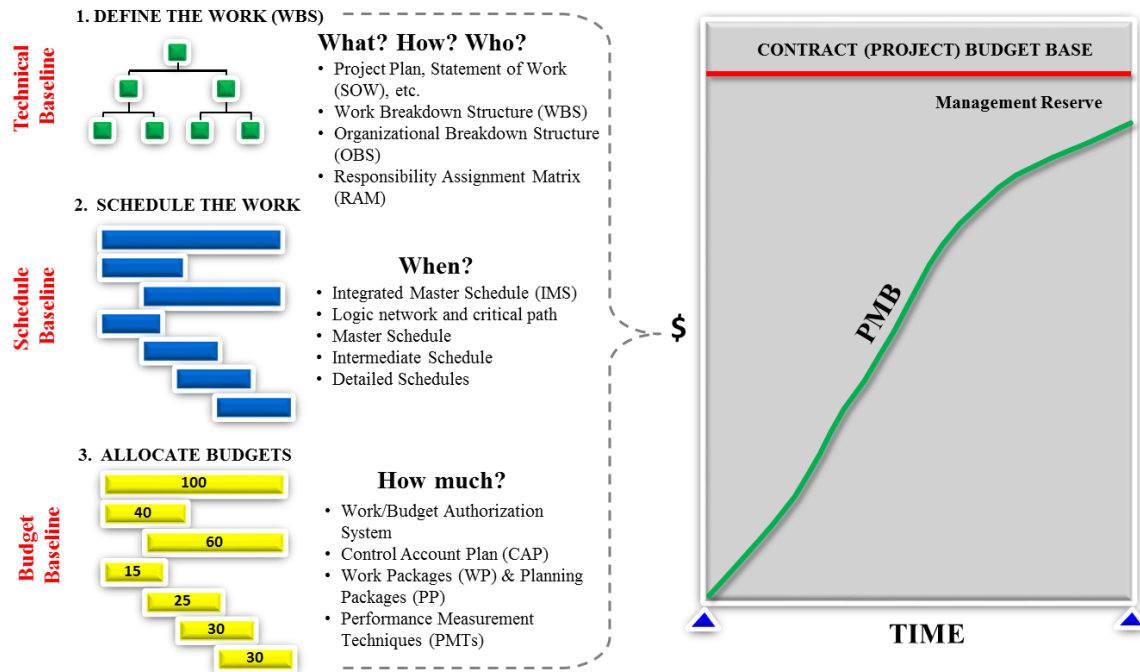 1. DEFINE THE WORK (WBS)
Technical
Baseline
What? How? Who?
• Project Plan, Statement of Work
(SOW), etc.
• Work Breakdown Structure (WBS)
• Organizational Breakdown Structure
(OBS)
• Responsibility Assignment Matrix
(RAM)
2. SCHEDULE THE WORK
Schedule
Baseline
When?
• Integrated Master Schedule (IMS)
• Logic network and critical path
• Master Schedule
• Intermediate Schedule
• Detailed Schedules
3. ALLOCATE BUDGETS
Budget
Baseline
100
40
60
15
25
30
30
How much?
• Work/Budget Authorization
System
• Control Account Plan (CAP)
• Work Packages (WP) & Planning
Packages (PP)
• Performance Measurement
Techniques (PMTs)
$
CONTRACT (PROJECT) BUDGET BASE
Management Reserve
PMB
TIME